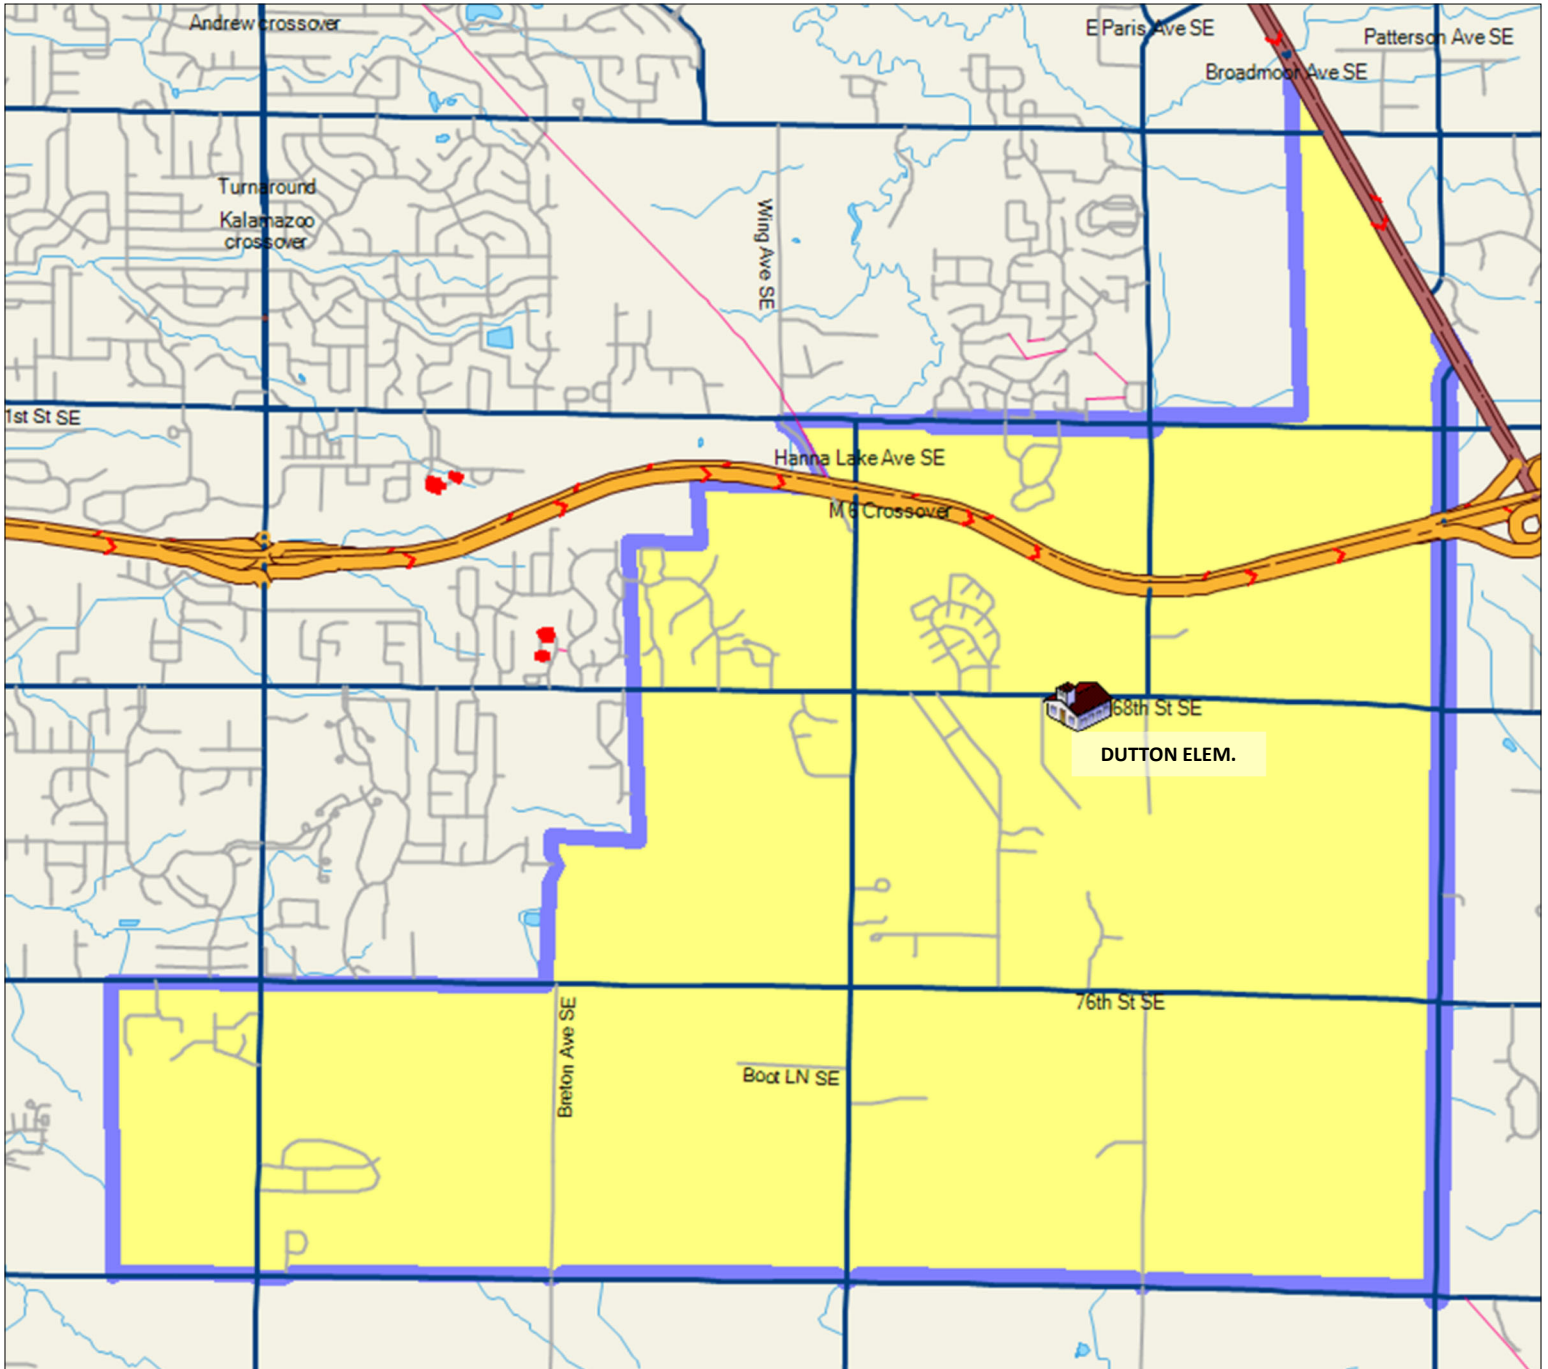 Andrew crossover
E Paris Ave SE
Patterson Ave SE
Broadmoor Ave SE
Turnaround
Kalamazoo
crossover
Wing Ave SE
1st St SE
Hanna Lake Ave SE
M 6 Crossover
68th St SE
DUTTON ELEM.
76th St SE
Breton Ave SE
Boot LN SE